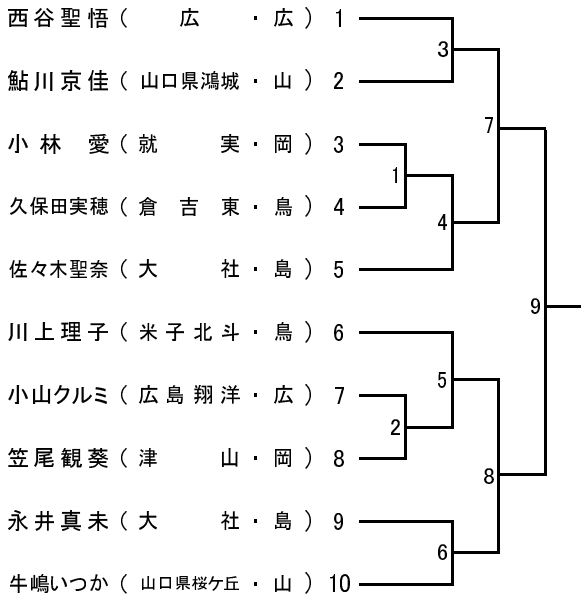 西谷聖悟（広・広）1
鮎川京佳（山口県鴻城・山）2
小林愛（就実・岡）3
久保田実穂（倉吉東・鳥）4
佐々木聖奈（大社・島）5
川上理子（米子北斗・鳥）6
小山クルミ（広島翔洋・広）7
笠尾観葵（津山・岡）8
永井真未（大社・島）9
牛嶋いつか（山口県桜ケ丘・山）10
3
7
1
4
9
5
2
8
6